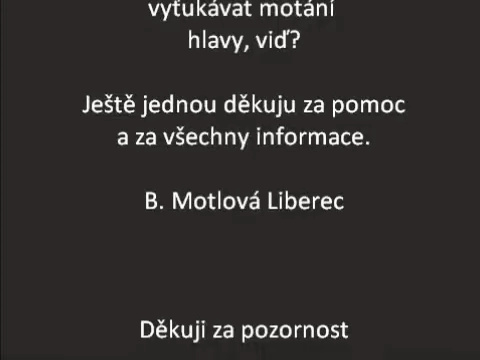 vyťukávat motání
hlavy, viď?
Ještě jednou děkuju za pomoc
a za všechny informace.
B. Motlová Liberec
Děkuji za pozornost